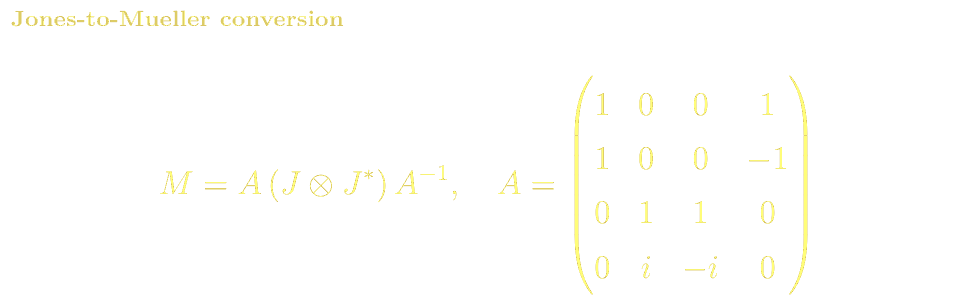 Jones-to-Mueller conversion
M = A (J ⊗ J*) A⁻¹,   A = 
( 1 0 0 1
1 0 0 −1
0 1 1 0
0 i −i 0 )